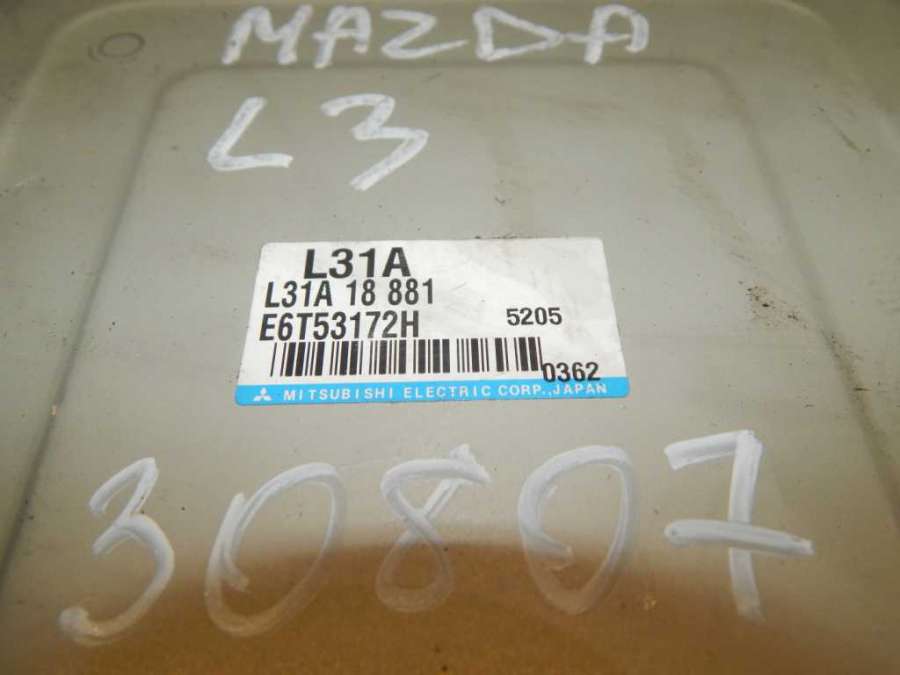 MAZDA
L3
L31A
L31A 18 881
E6T53172H 5205
0362
MITSUBISHI ELECTRIC CORP.,JAPAN
30807